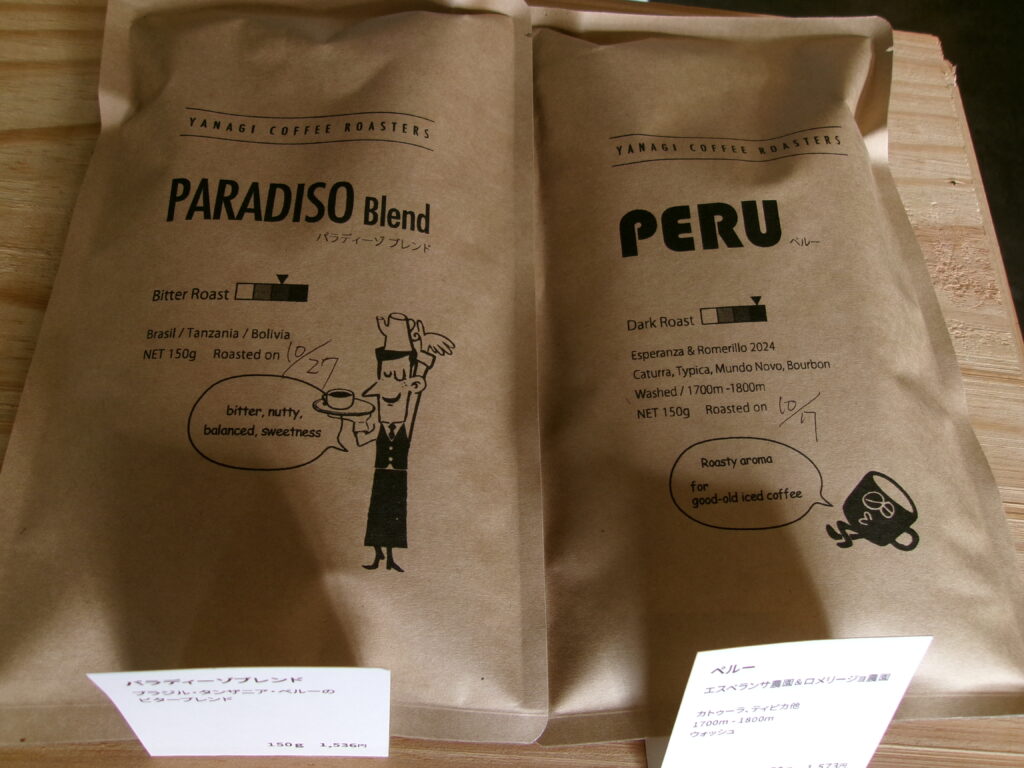 YANAGI COFFEE ROASTERS
PARADISO Blend
パラディーゾ ブレンド
Bitter Roast
Brasil / Tanzania / Bolivia
NET 150g Roasted on 10/27
bitter, nutty,
balanced, sweetness
パラディーゾブレンド
ブラジル・タンザニア・ペルーの
ビターブレンド
150g 1,536円
YANAGI COFFEE ROASTERS
PERU
ペルー
Dark Roast
Esperanza & Romerillo 2024
Caturra, Typica, Mundo Novo, Bourbon
Washed / 1700m -1800m
NET 150g Roasted on 10/17
Roasty aroma
for
good-old iced coffee
ペルー
エスペランサ農園&ロメリージョ農園
カトゥーラ、ティピカ他
1700m - 1800m
ウォッシュ
1,573円